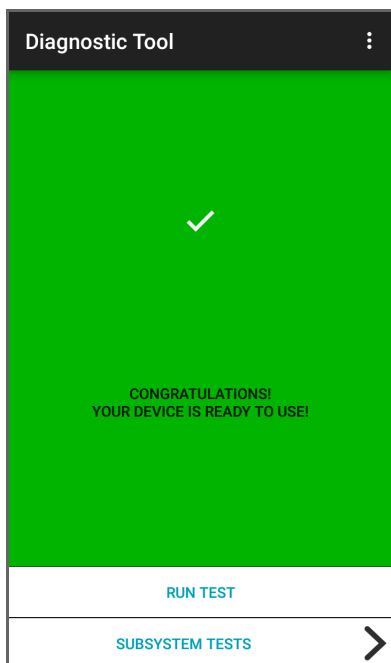 Diagnostic Tool
CONGRATULATIONS!
YOUR DEVICE IS READY TO USE!
RUN TEST
SUBSYSTEM TESTS